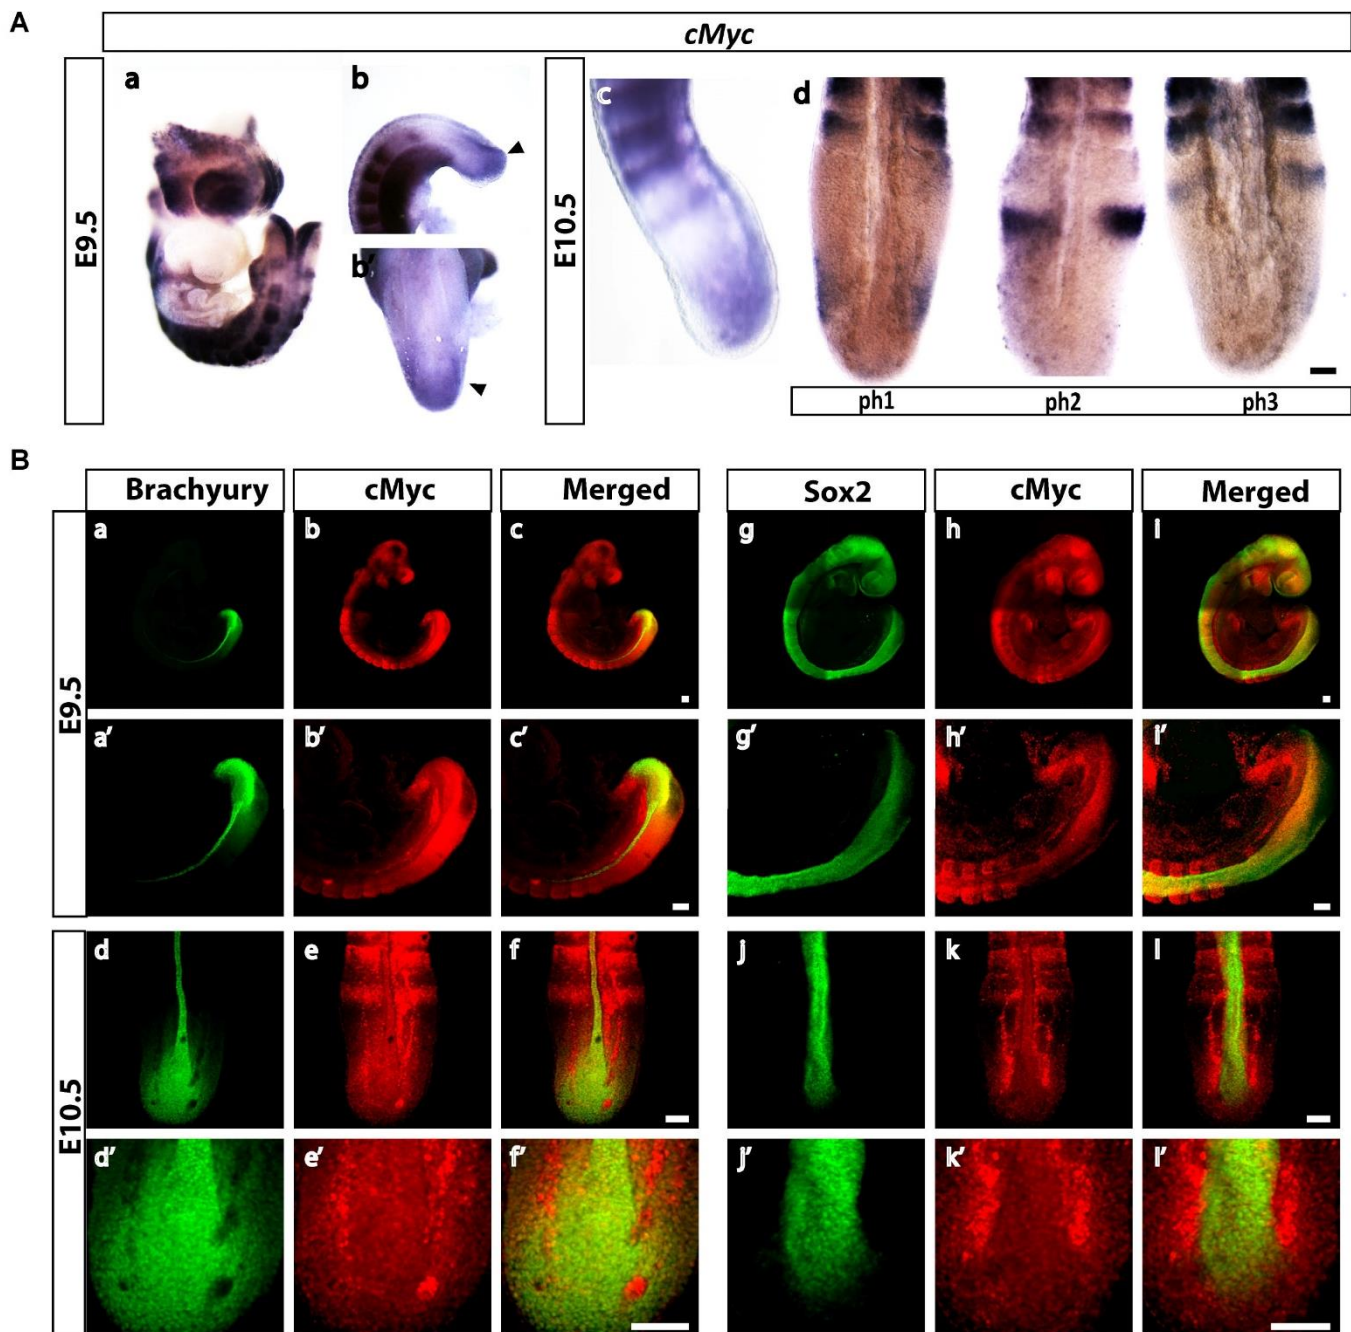 A
cMyc
E9.5
a
b
b′
E10.5
c
d
ph1
ph2
ph3
B
Brachyury
cMyc
Merged
Sox2
cMyc
Merged
E9.5
a
b
c
g
h
i
a′
b′
c′
g′
h′
i′
E10.5
d
e
f
j
k
l
d′
e′
f′
j′
k′
l′